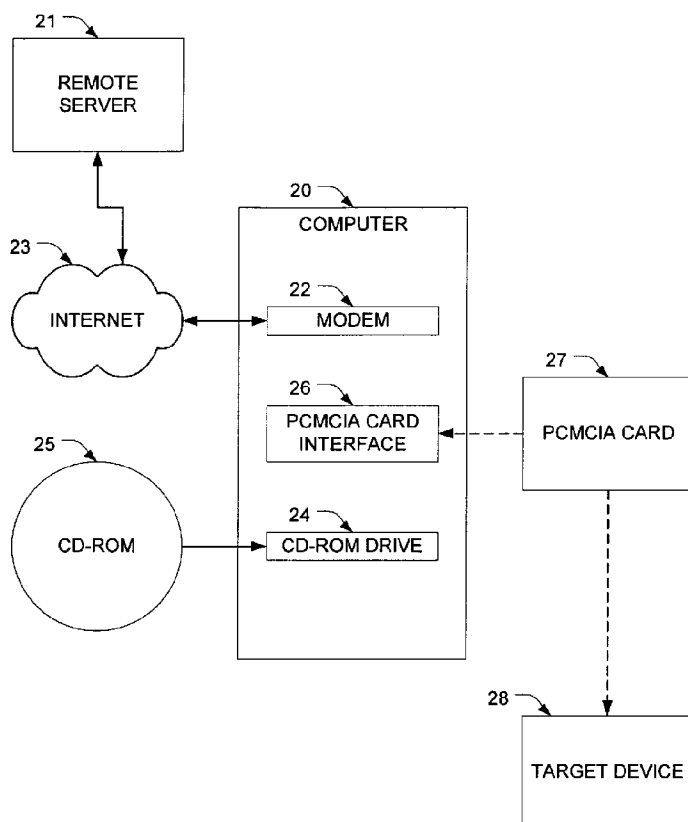 21
REMOTE
SERVER
20
COMPUTER
23
INTERNET
22
MODEM
26
PCMCIA CARD
INTERFACE
27
PCMCIA CARD
25
CD-ROM
24
CD-ROM DRIVE
28
TARGET DEVICE